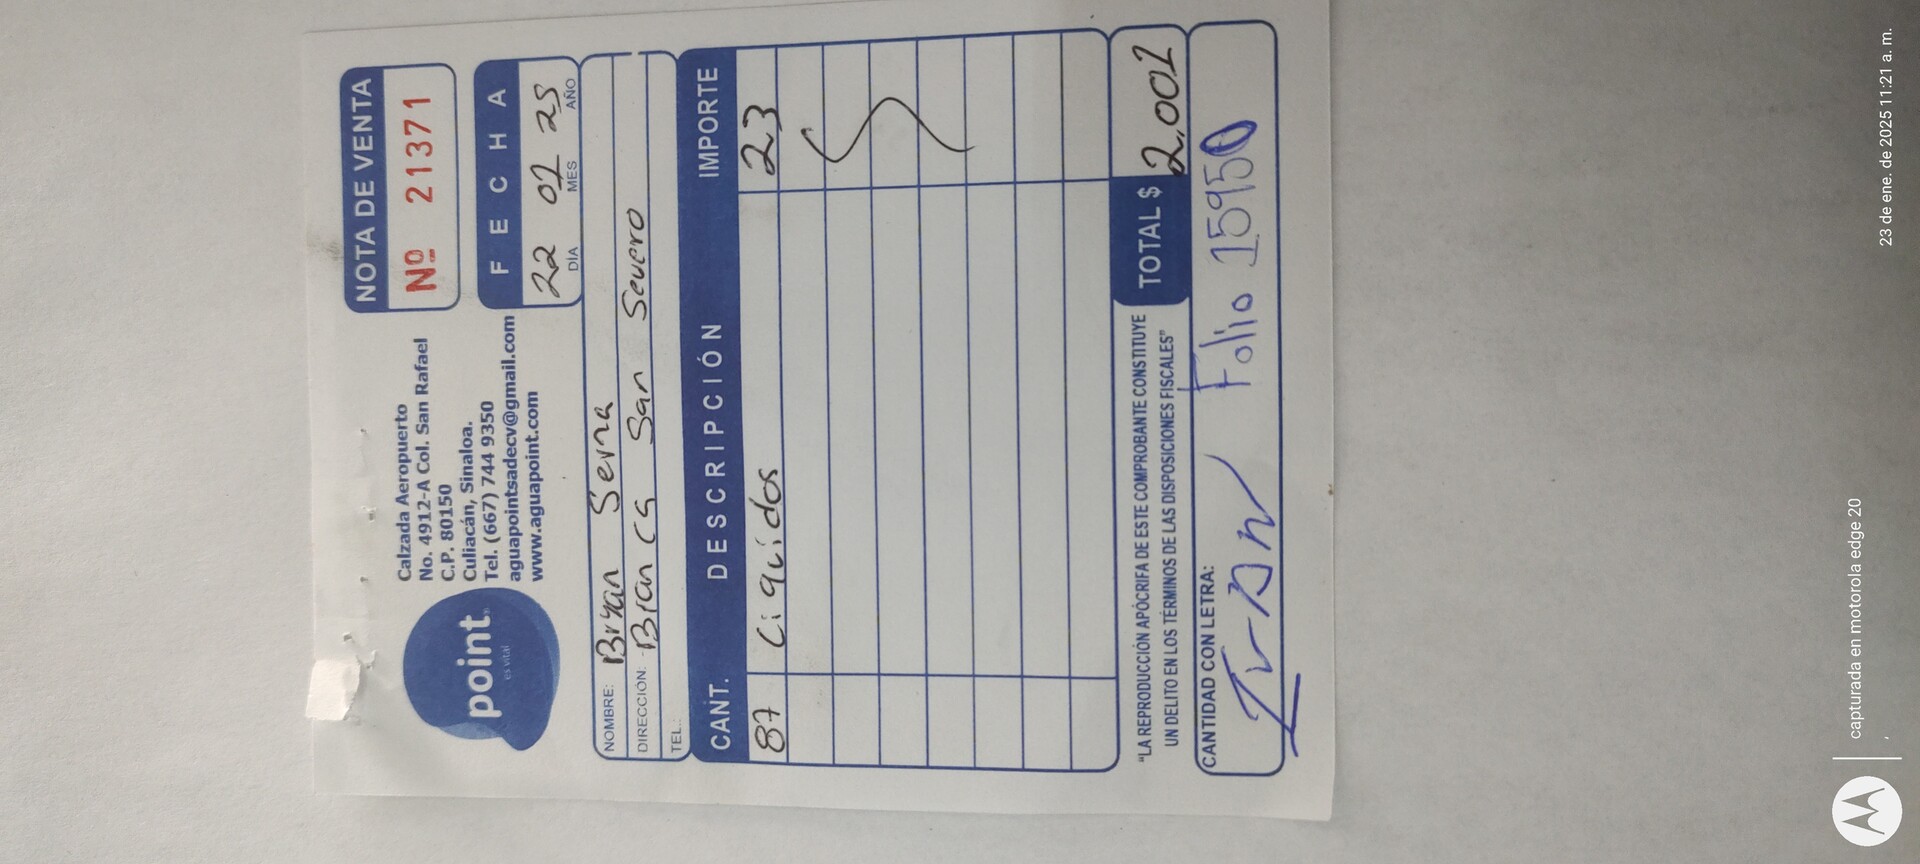 point.
es vital
Calzada Aeropuerto
No. 4912-A Col. San Rafael
C.P. 80150
Culiacán, Sinaloa.
Tel. (667) 744 9350
aguapointsadecv@gmail.com
www.aguapoint.com
NOTA DE VENTA
Nº 21371
FECHA
22 01 25
DÍA MES AÑO
NOMBRE: Bryan Serna
DIRECCIÓN: Branca San Severo
TEL.:
CANT. DESCRIPCIÓN IMPORTE
87 Liquidos 23
"LA REPRODUCCIÓN APÓCRIFA DE ESTE COMPROBANTE CONSTITUYE
UN DELITO EN LOS TÉRMINOS DE LAS DISPOSICIONES FISCALES"
TOTAL $ 2.001
CANTIDAD CON LETRA:
Folio 15950
capturada en motorola edge 20
23 de ene. de 2025 11:21 a. m.